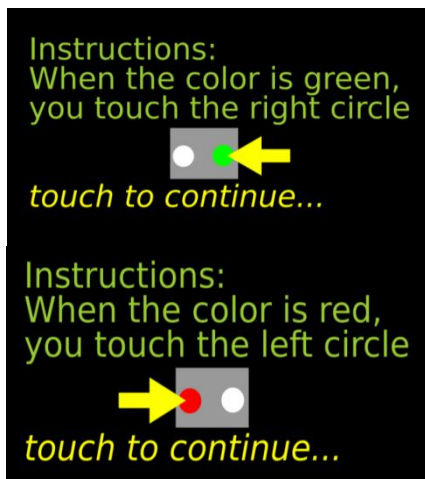 Instructions:
When the color is green,
you touch the right circle
touch to continue...
Instructions:
When the color is red,
you touch the left circle
touch to continue...